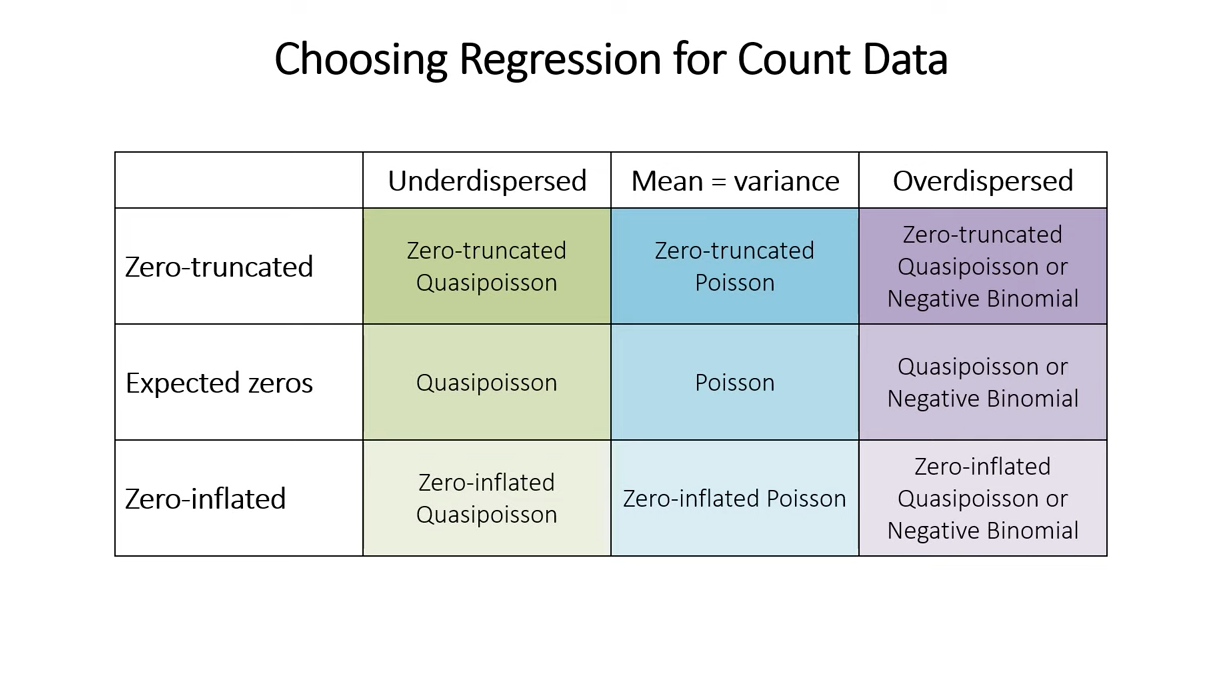 Choosing Regression for Count Data
Underdispersed
Mean = variance
Overdispersed
Zero-truncated
Zero-truncated
Quasipoisson
Zero-truncated
Poisson
Zero-truncated
Quasipoisson or
Negative Binomial
Expected zeros
Quasipoisson
Poisson
Quasipoisson or
Negative Binomial
Zero-inflated
Zero-inflated
Quasipoisson
Zero-inflated Poisson
Zero-inflated
Quasipoisson or
Negative Binomial